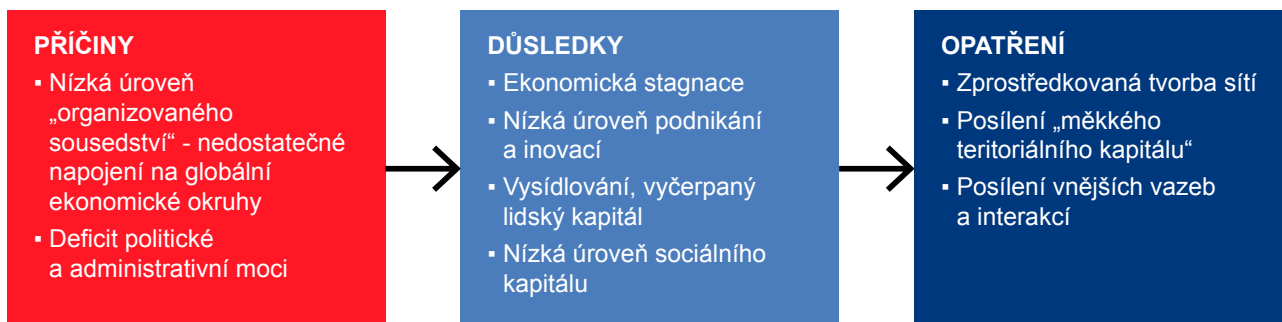 PŘÍČINY
▪ Nízká úroveň
„organizovaného
sousedství“ - nedostatečné
napojení na globální
ekonomické okruhy
▪ Deficit politické
a administrativní moci
DŮSLEDKY
▪ Ekonomická stagnace
▪ Nízká úroveň podnikání
a inovací
▪ Vysídlování, vyčerpaný
lidský kapitál
▪ Nízká úroveň sociálního
kapitálu
OPATŘENÍ
▪ Zprostředkovaná tvorba sítí
▪ Posílení „měkkého
teritoriálního kapitálu“
▪ Posílení vnějších vazeb
a interakcí